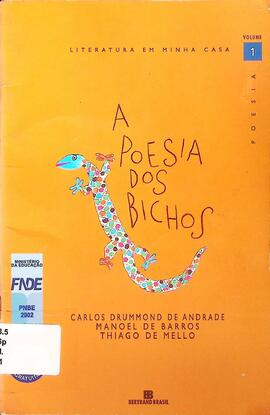 VOLUME
LITERATURA EM MINHA CASA
1
POESIA
A
POESIA
DOS
BICHOS
MINISTÉRIO
DA EDUCAÇÃO
FNDE
PNBE
2002
CARLOS DRUMMOND DE ANDRADE
MANOEL DE BARROS
THIAGO DE MELLO
BERTRAND BRASIL